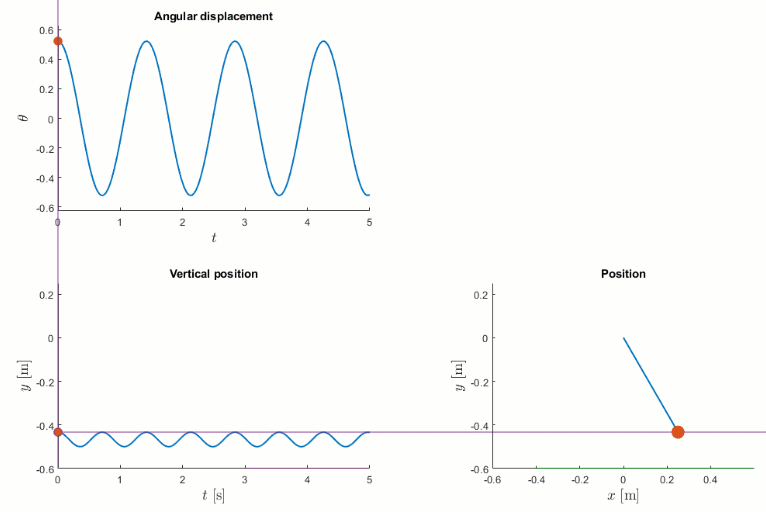 Angular displacement
0.6
0.4
0.2
0
-0.2
-0.4
-0.6
θ
0 1 2 3 4 5
t
Vertical position
0.2
0
-0.2
-0.4
-0.6
y [m]
0 1 2 3 4 5
t [s]
Position
0.2
0
-0.2
-0.4
-0.6
y [m]
-0.6 -0.4 -0.2 0 0.2 0.4
x [m]